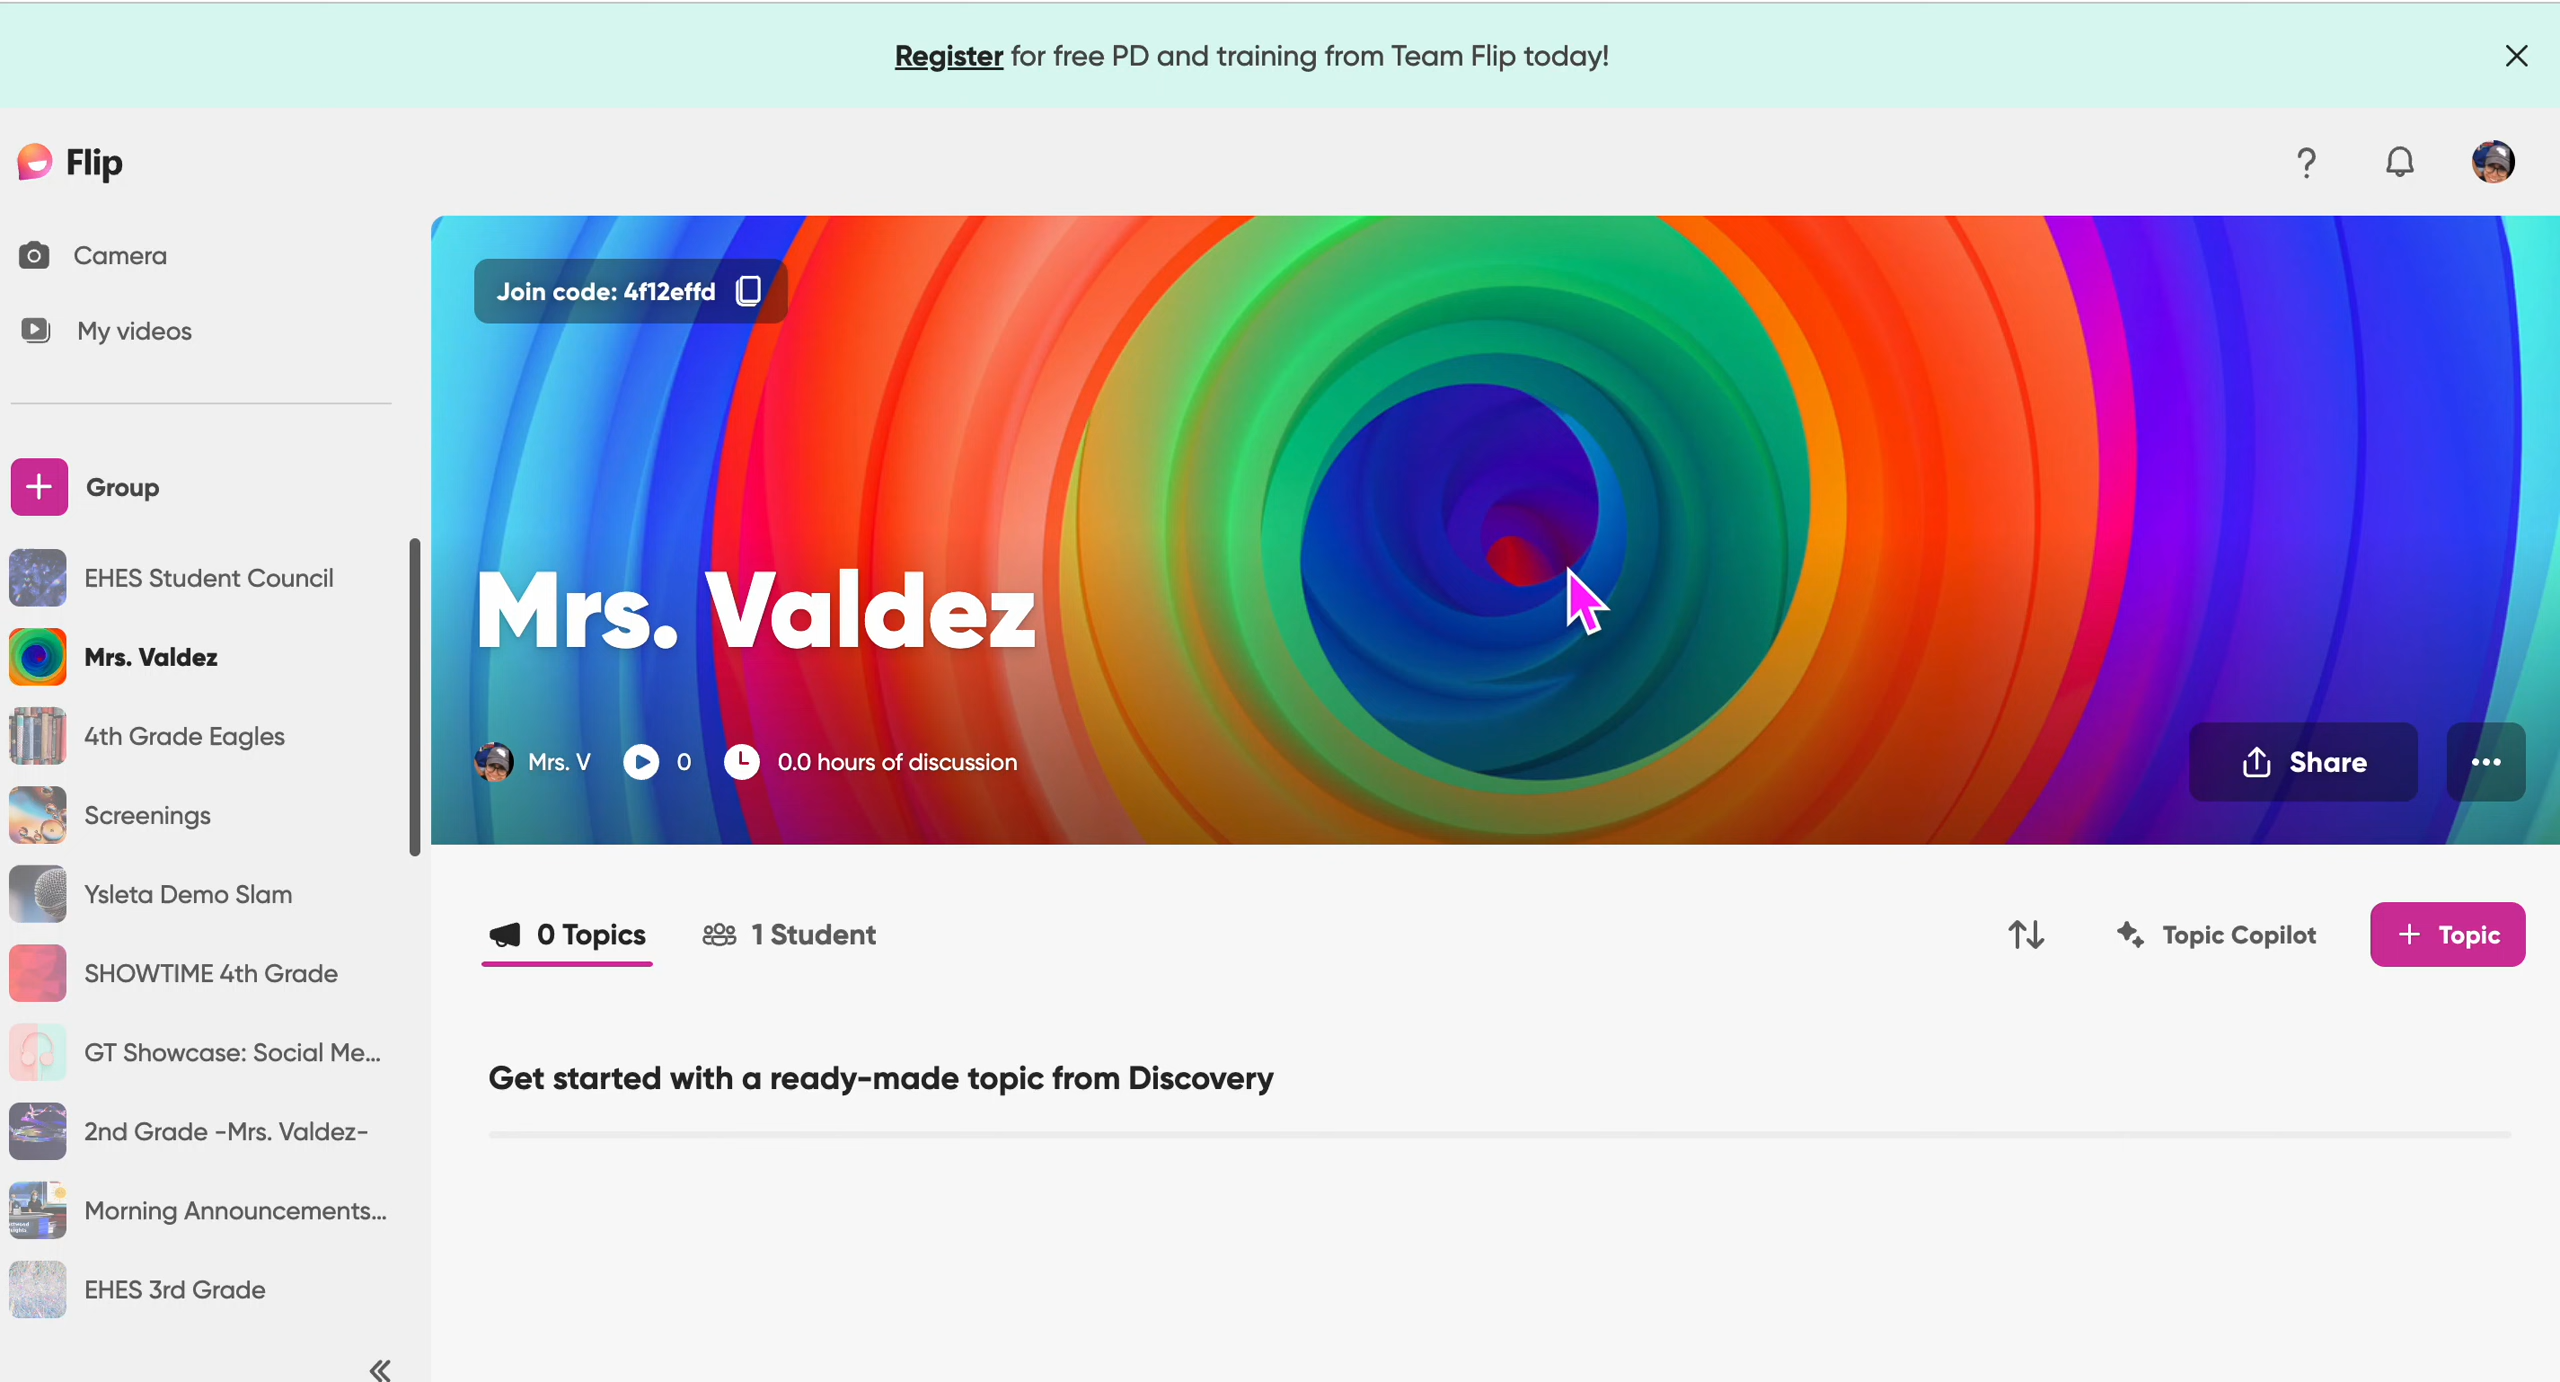 Register for free PD and training from Team Flip today!
Flip
Camera
My videos
Group
EHES Student Council
Mrs. Valdez
4th Grade Eagles
Screenings
Ysleta Demo Slam
SHOWTIME 4th Grade
GT Showcase: Social Me...
2nd Grade -Mrs. Valdez-
Morning Announcements...
EHES 3rd Grade
Join code: 4f12effd
Mrs. Valdez
Mrs. V 0 0.0 hours of discussion
Share
0 Topics 1 Student Topic Copilot + Topic
Get started with a ready-made topic from Discovery